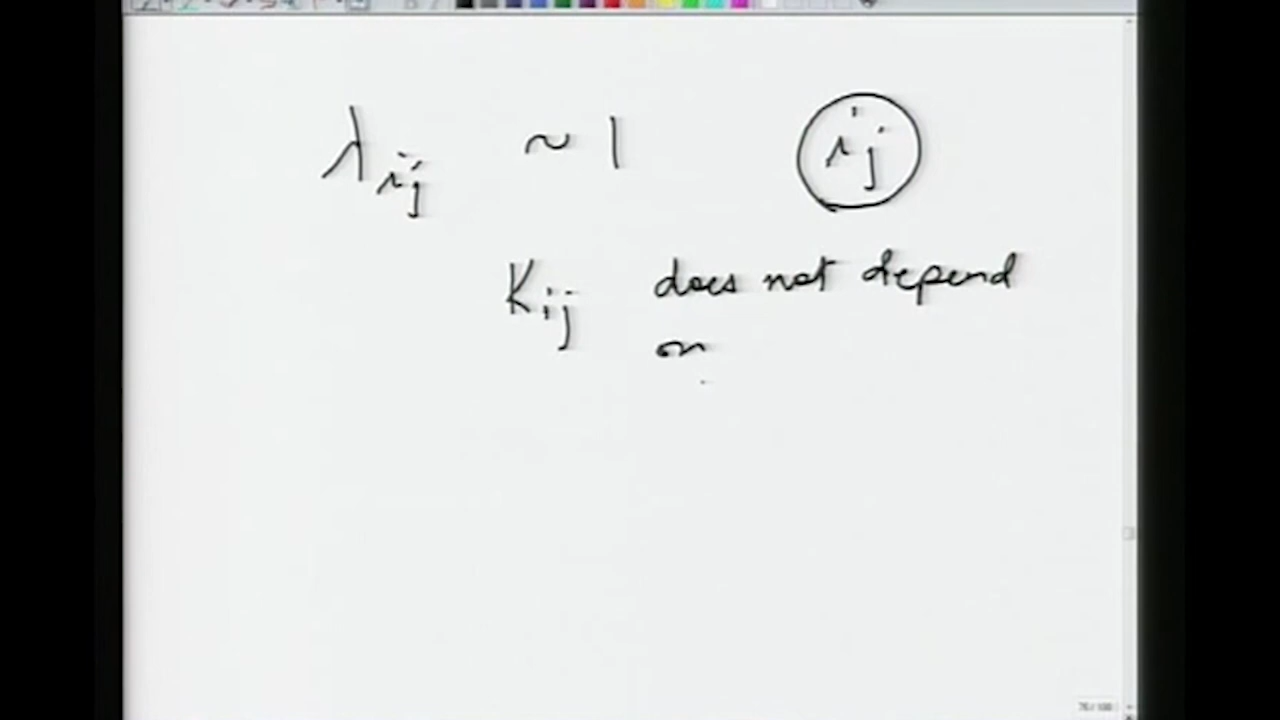 λij ~ 1 ij
Kij does not depend
on